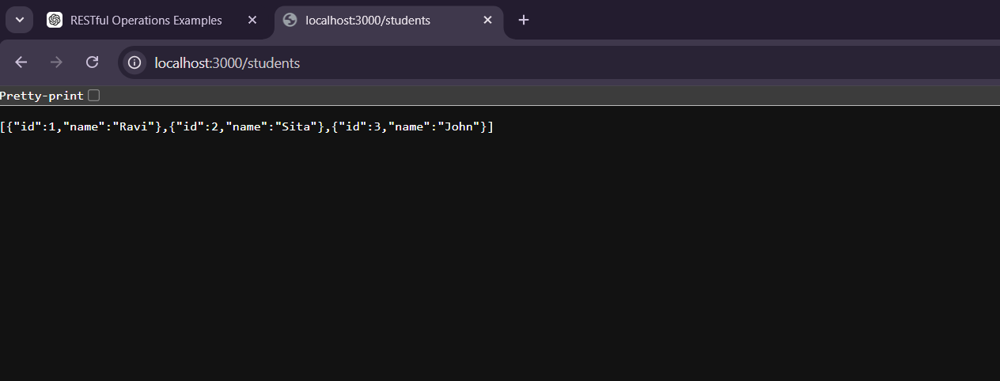 RESTful Operations Examples
localhost:3000/students
localhost:3000/students
Pretty-print
[{"id":1,"name":"Ravi"},{"id":2,"name":"Sita"},{"id":3,"name":"John"}]